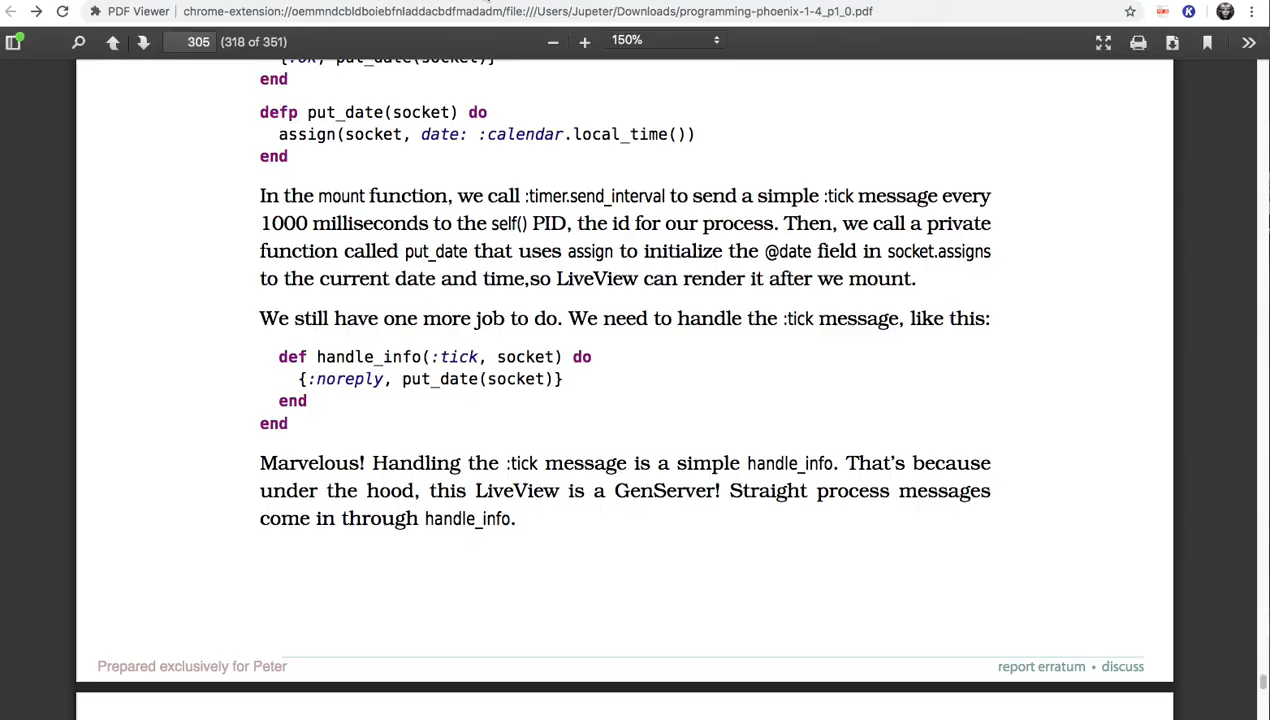 PDF Viewer chrome-extension://oemmndcbldboiebfnladdacbdfmadadm/file:///Users/Jupeter/Downloads/programming-phoenix-1-4_p1_0.pdf
305 (318 of 351) 150%
{:ok, put_date(socket)}
end
defp put_date(socket) do
assign(socket, date: :calendar.local_time())
end
In the mount function, we call :timer.send_interval to send a simple :tick message every
1000 milliseconds to the self() PID, the id for our process. Then, we call a private
function called put_date that uses assign to initialize the @date field in socket.assigns
to the current date and time,so LiveView can render it after we mount.
We still have one more job to do. We need to handle the :tick message, like this:
def handle_info(:tick, socket) do
{:noreply, put_date(socket)}
end
end
Marvelous! Handling the :tick message is a simple handle_info. That’s because
under the hood, this LiveView is a GenServer! Straight process messages
come in through handle_info.
Prepared exclusively for Peter report erratum • discuss